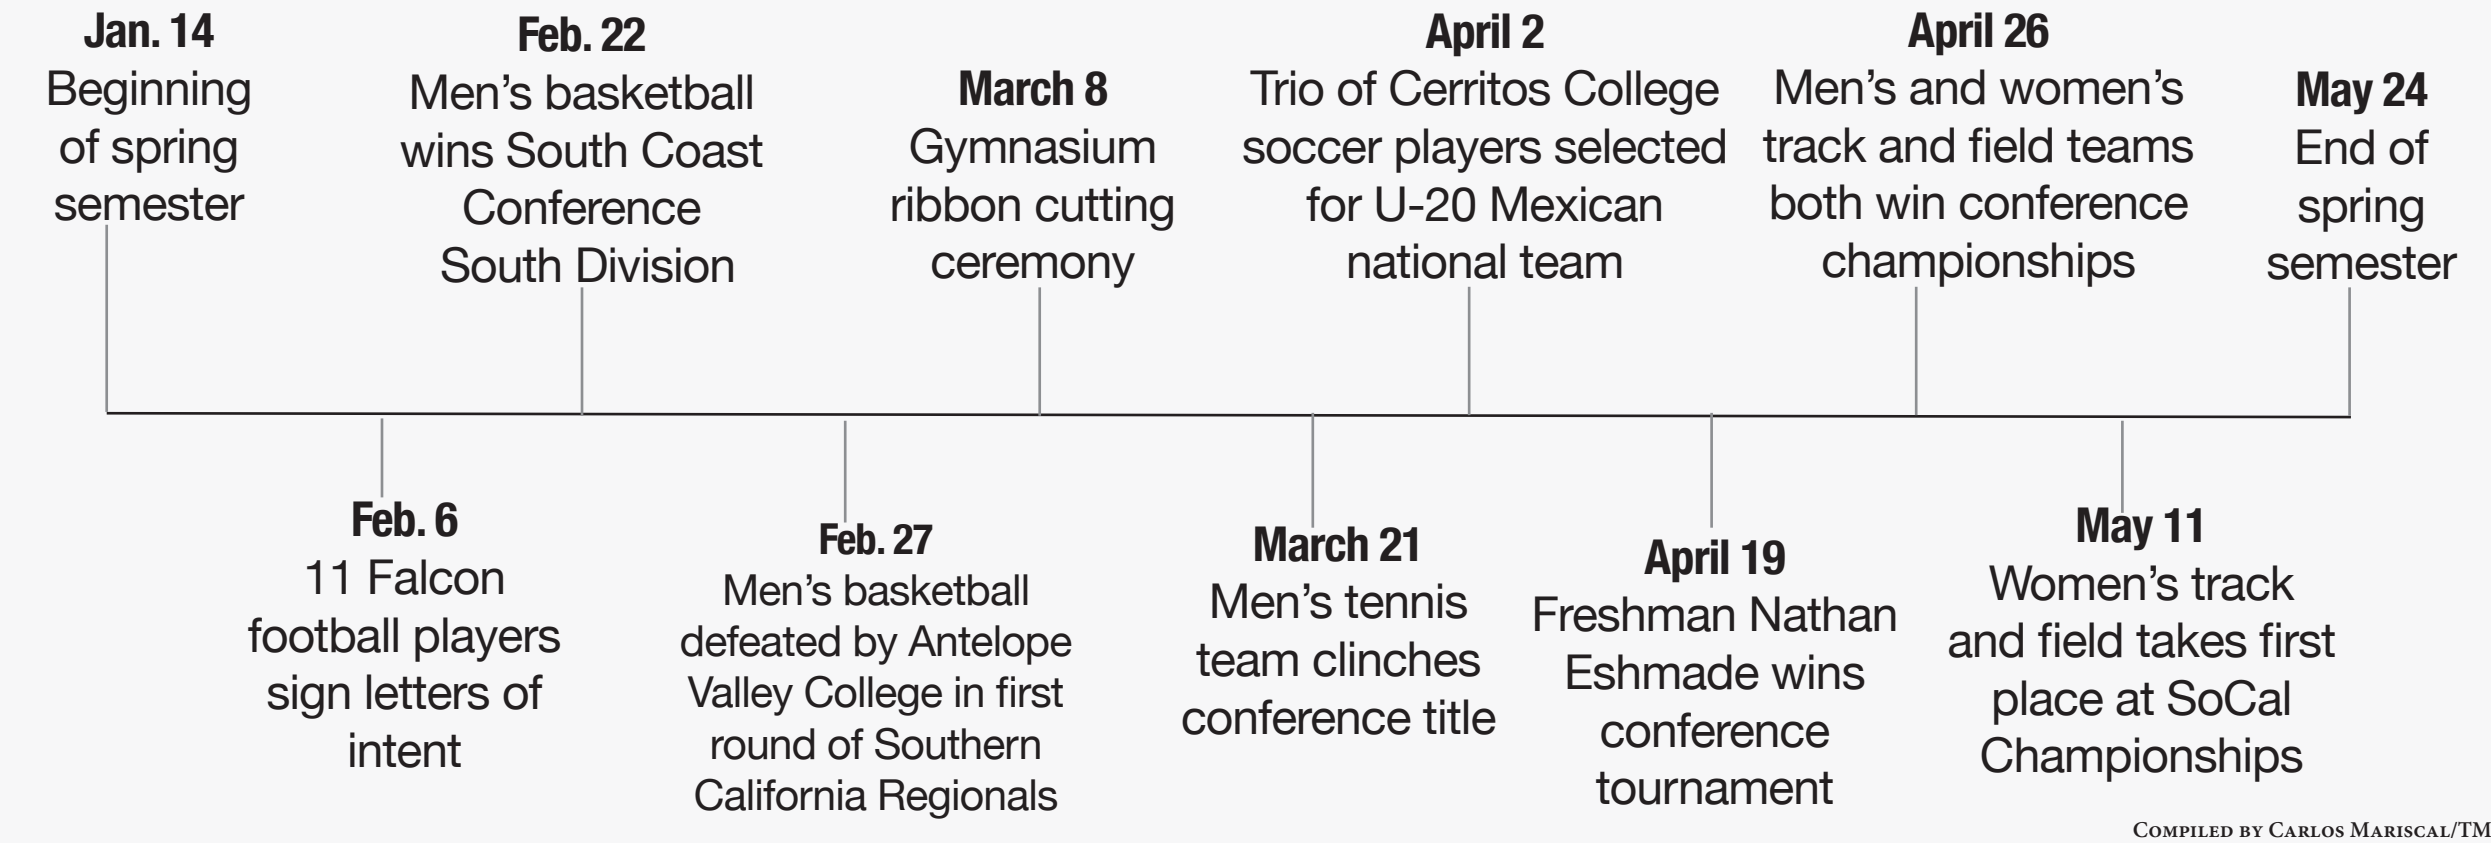 Jan. 14
Beginning
of spring
semester
Feb. 22
Men's basketball
wins South Coast
Conference
South Division
March 8
Gymnasium
ribbon cutting
ceremony
April 2
Trio of Cerritos College
soccer players selected
for U-20 Mexican
national team
April 26
Men's and women's
track and field teams
both win conference
championships
May 24
End of
spring
semester
Feb. 6
11 Falcon
football players
sign letters of
intent
Feb. 27
Men's basketball
defeated by Antelope
Valley College in first
round of Southern
California Regionals
March 21
Men's tennis
team clinches
conference title
April 19
Freshman Nathan
Eshmade wins
conference
tournament
May 11
Women's track
and field takes first
place at SoCal
Championships
Compiled by Carlos Mariscal/TM